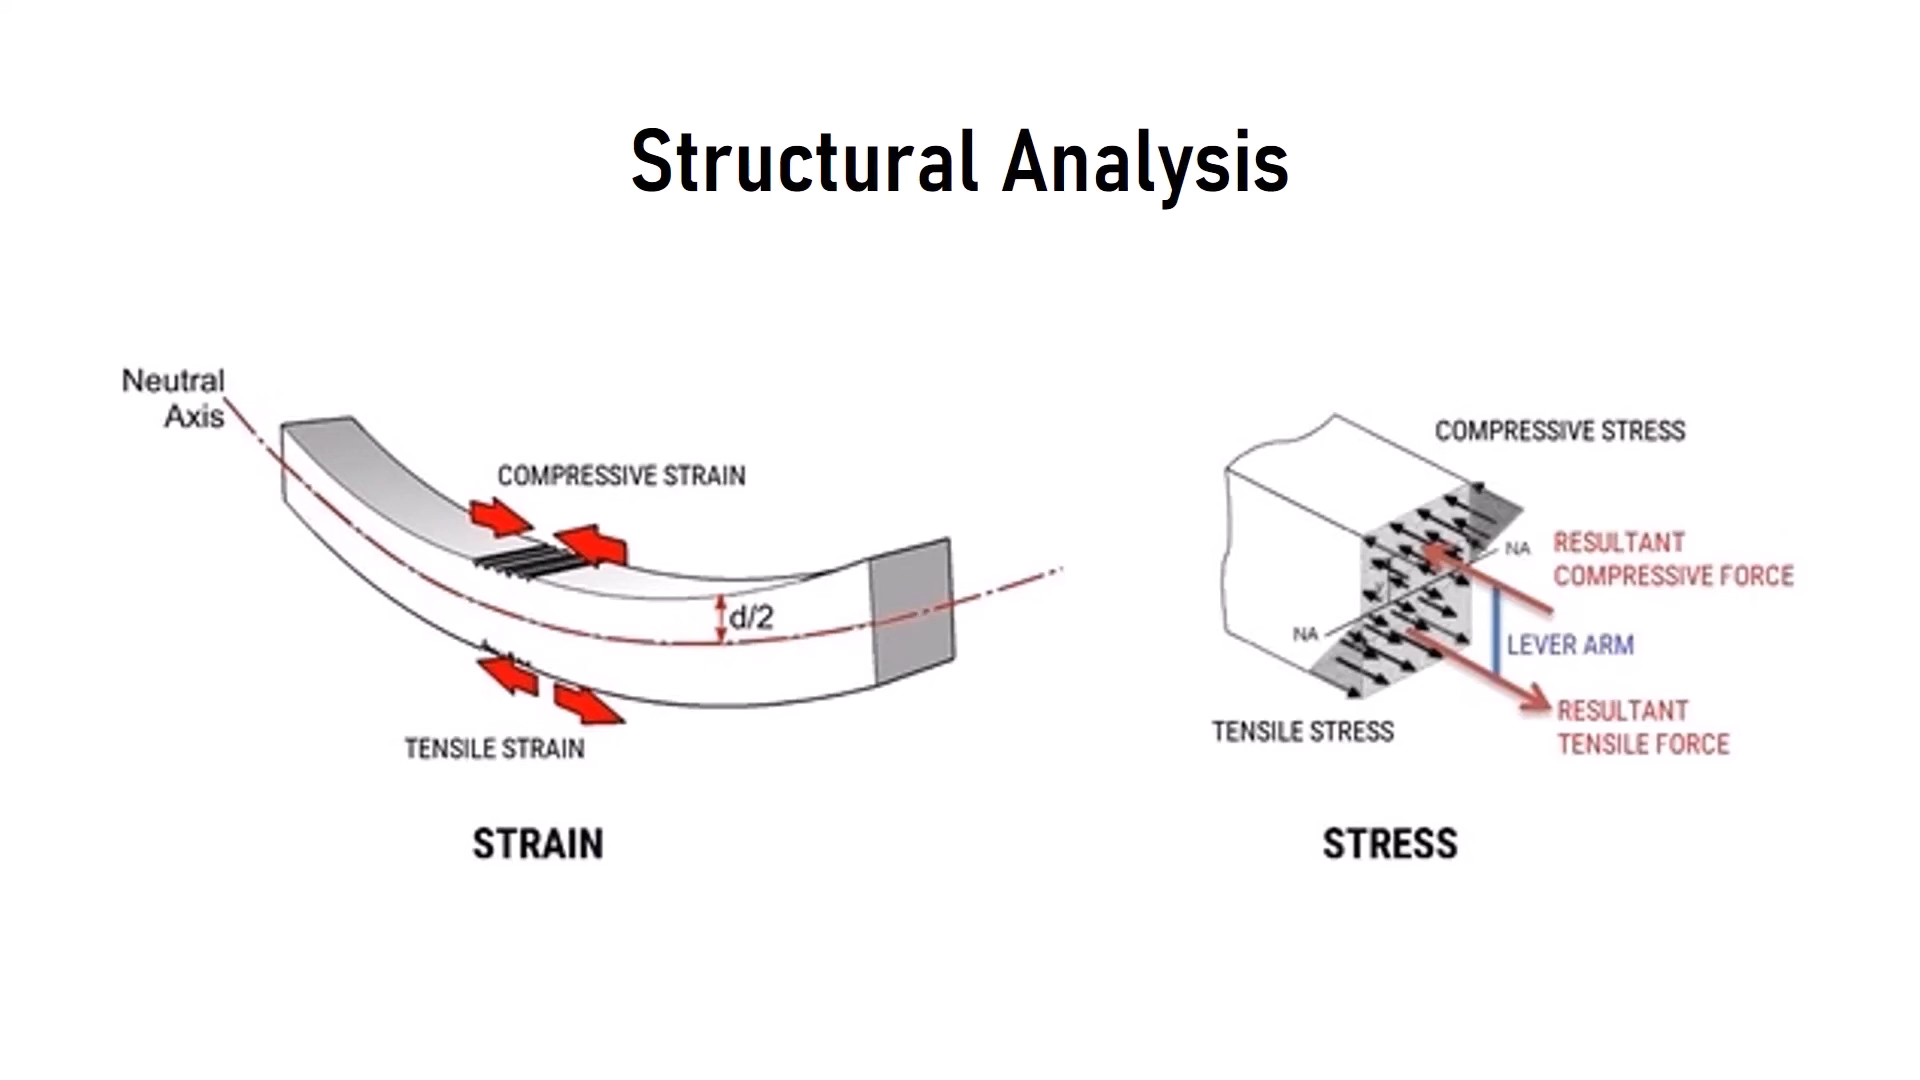 Structural Analysis
Neutral
Axis
COMPRESSIVE STRAIN
d/2
TENSILE STRAIN
STRAIN
COMPRESSIVE STRESS
NA
RESULTANT
COMPRESSIVE FORCE
NA
LEVER ARM
RESULTANT
TENSILE FORCE
TENSILE STRESS
STRESS